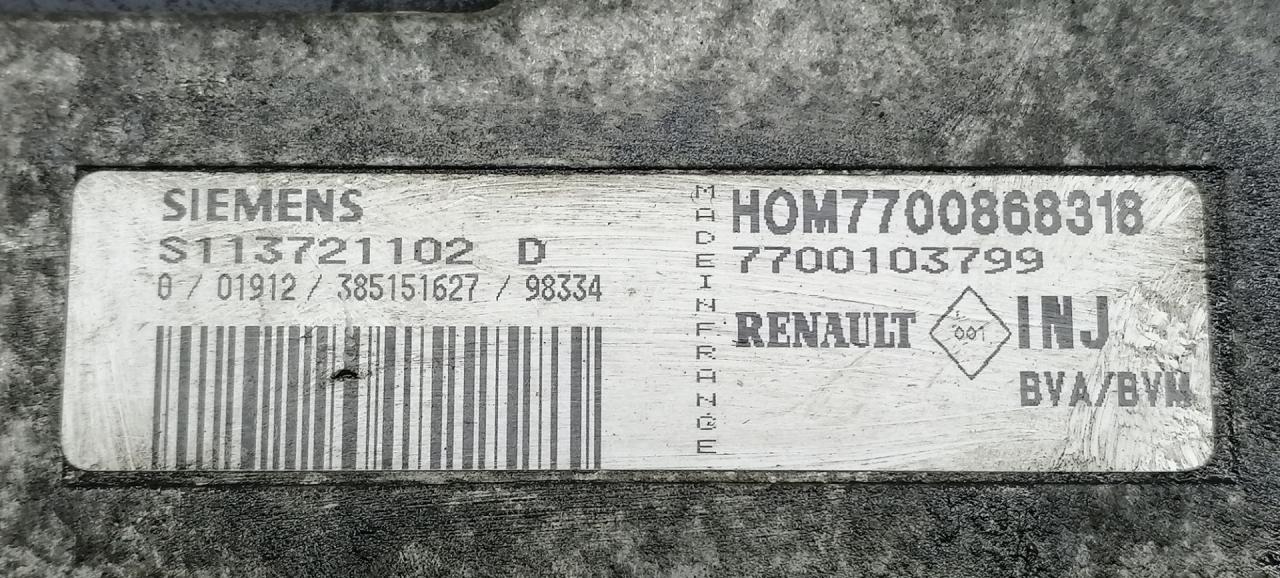 SIEMENS
S113721102 D
0 / 01912 / 385151627 / 98334
MADEINFRANCE
HOM7700868318
7700103799
RENAULT
001
INJ
BVA/BVM